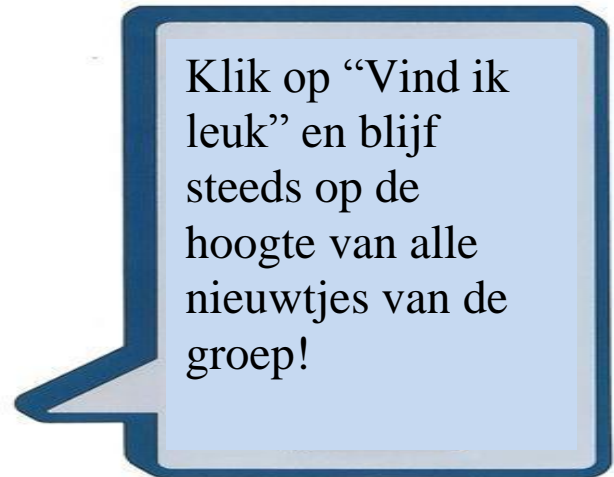 Klik op “Vind ik
leuk” en blijf
steeds op de
hoogte van alle
nieuwtjes van de
groep!